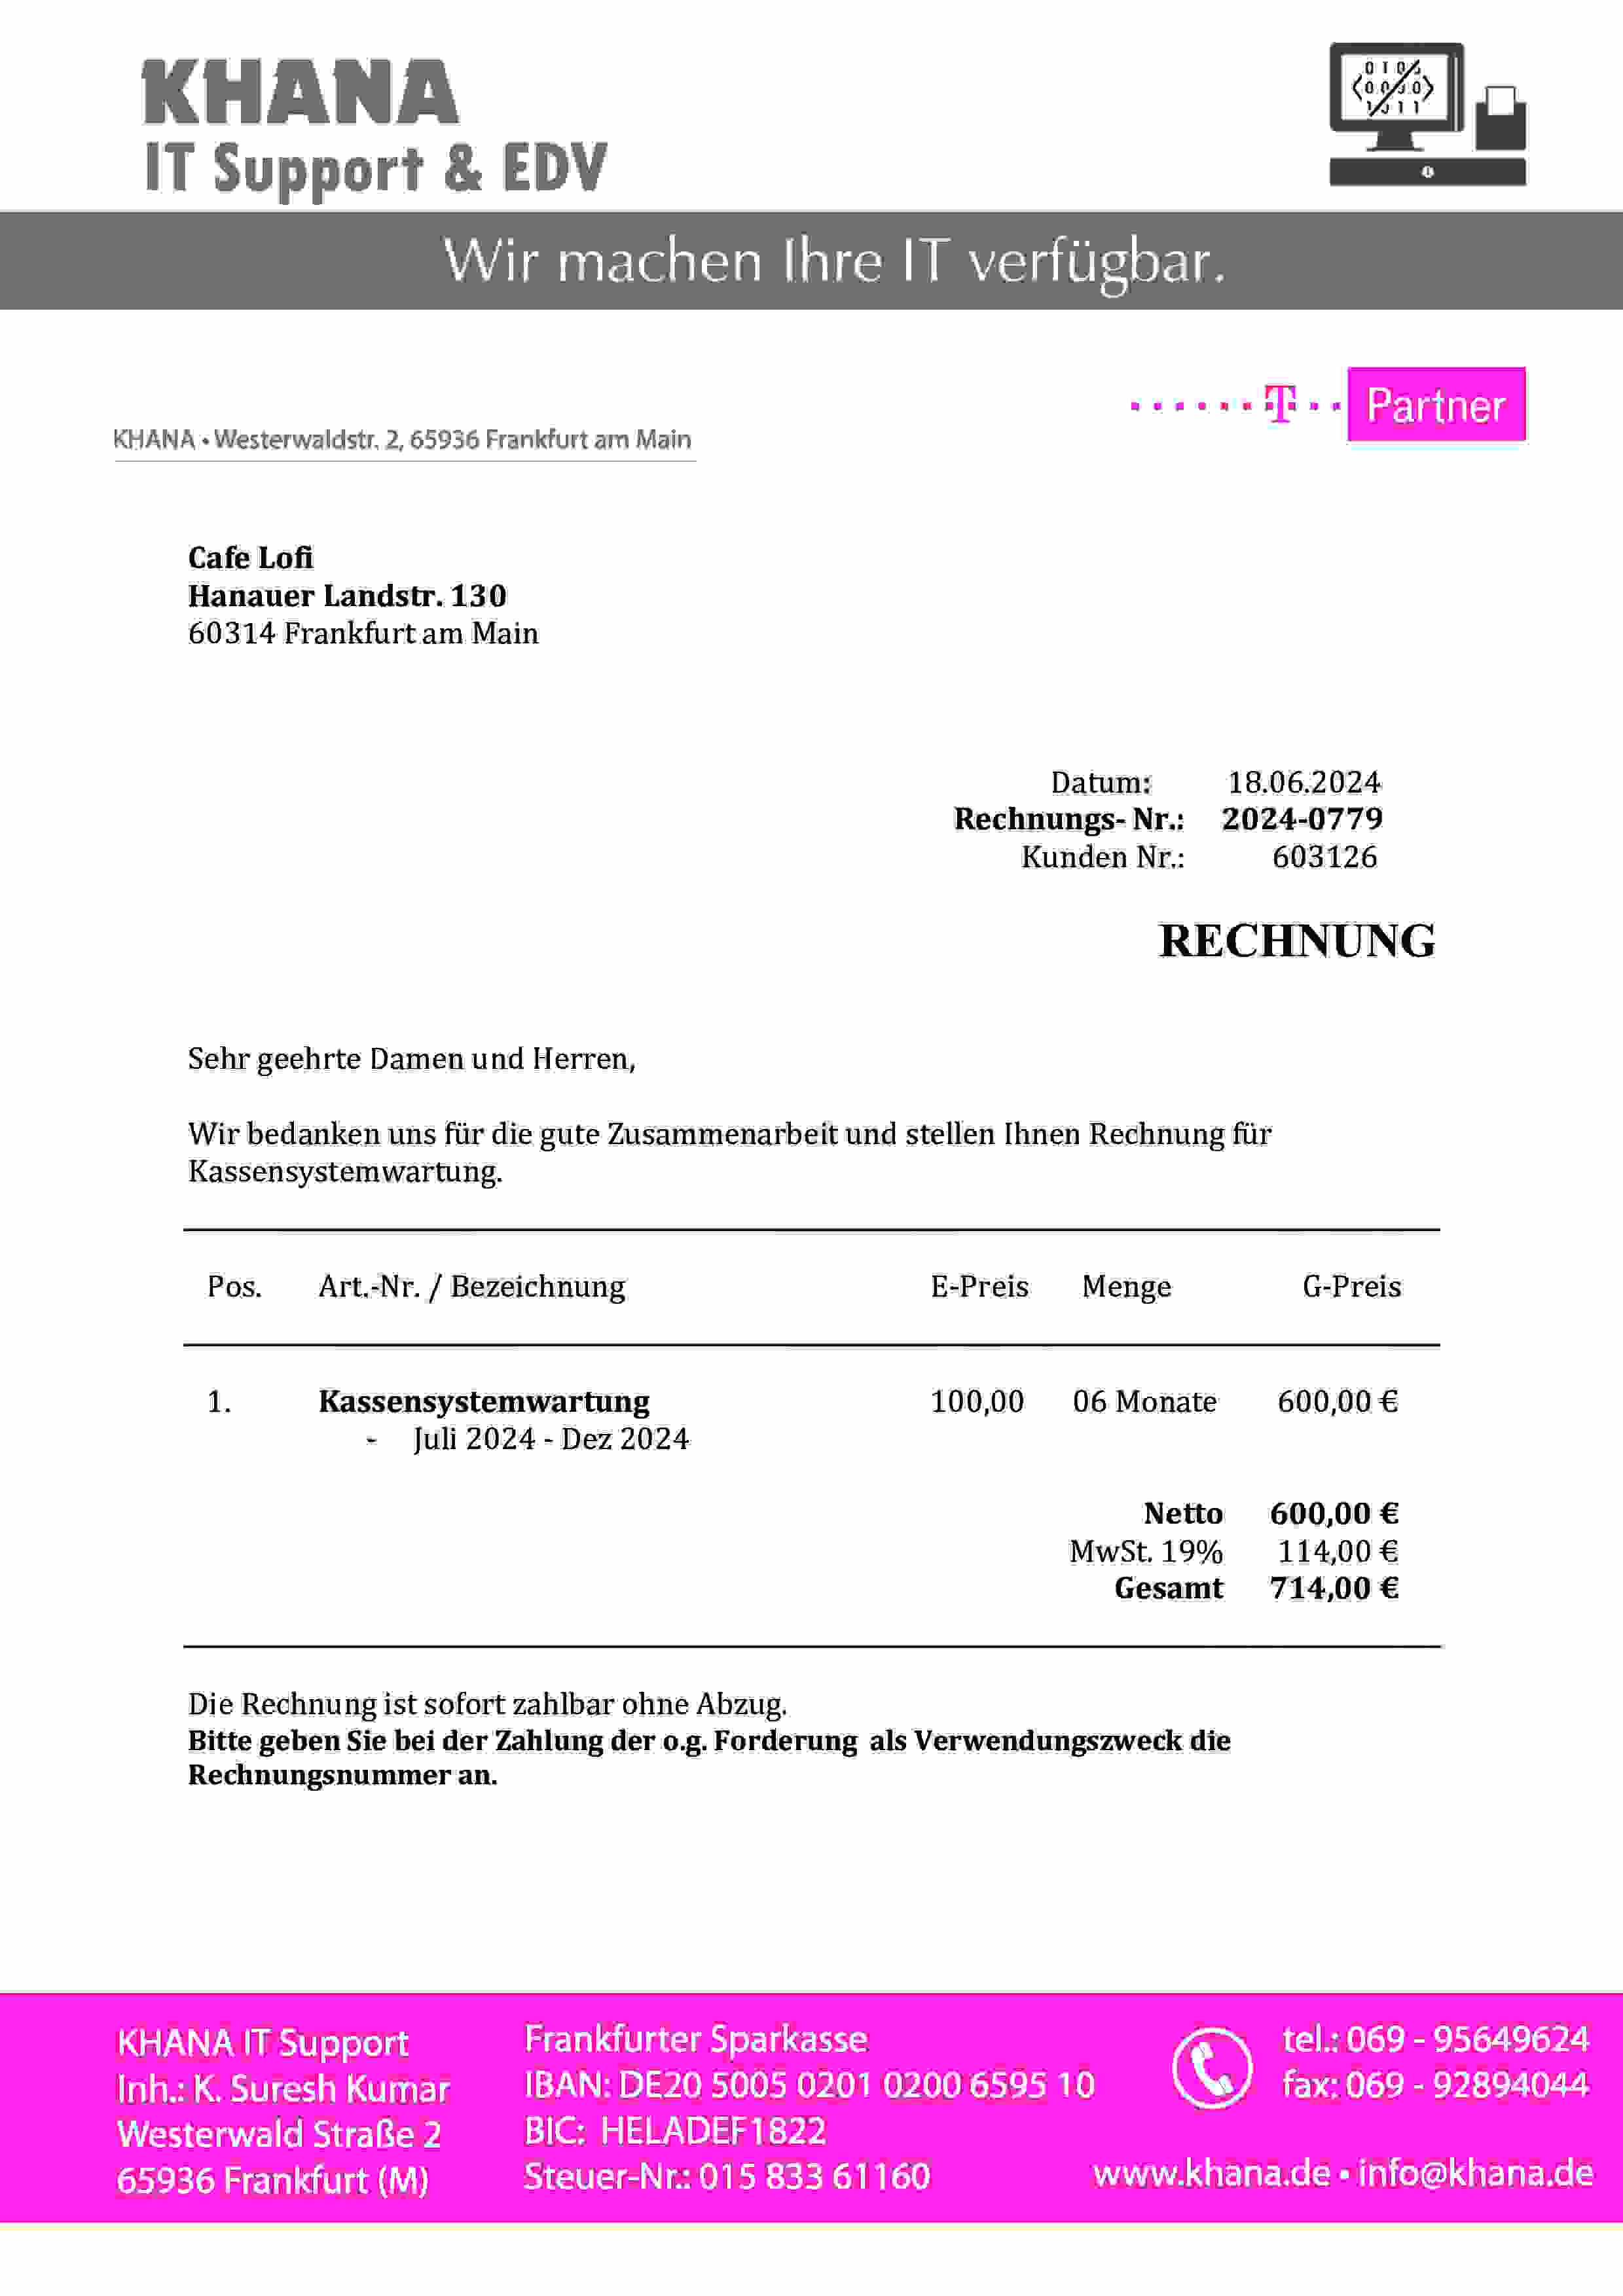 KHANA
IT Support & EDV
Wir machen Ihre IT verfügbar.
T Partner
KHANA • Westerwaldstr. 2, 65936 Frankfurt am Main
Cafe Lofi
Hanauer Landstr. 130
60314 Frankfurt am Main
Datum: 18.06.2024
Rechnungs- Nr.: 2024-0779
Kunden Nr.: 603126
RECHNUNG
Sehr geehrte Damen und Herren,
Wir bedanken uns für die gute Zusammenarbeit und stellen Ihnen Rechnung für
Kassensystemwartung.
Pos. Art.-Nr. / Bezeichnung E-Preis Menge G-Preis
1. Kassensystemwartung 100,00 06 Monate 600,00 €
- Juli 2024 - Dez 2024
Netto 600,00 €
MwSt. 19% 114,00 €
Gesamt 714,00 €
Die Rechnung ist sofort zahlbar ohne Abzug.
Bitte geben Sie bei der Zahlung der o.g. Forderung als Verwendungszweck die
Rechnungsnummer an.
KHANA IT Support
Inh.: K. Suresh Kumar
Westerwald Straße 2
65936 Frankfurt (M)
Frankfurter Sparkasse
IBAN: DE20 5005 0201 0200 6595 10
BIC: HELADEF1822
Steuer-Nr.: 015 833 61160
tel.: 069 - 95649624
fax: 069 - 92894044
www.khana.de • info@khana.de